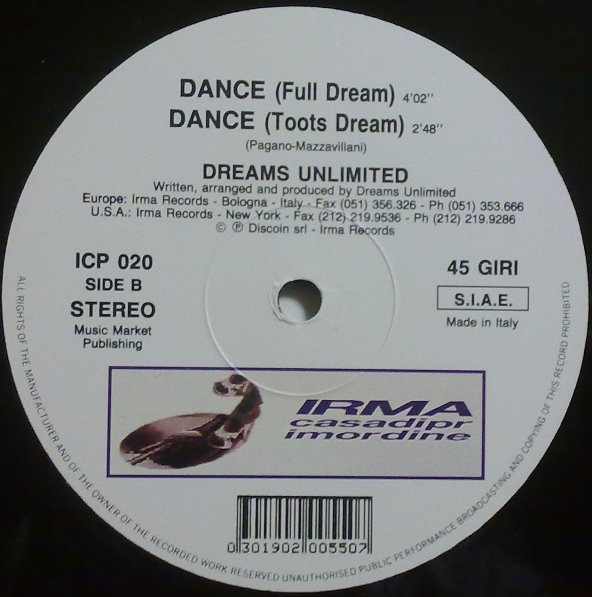 DANCE (Full Dream) 4'02"
DANCE (Toots Dream) 2'48"
(Pagano-Mazzavillani)
DREAMS UNLIMITED
Written, arranged and produced by Dreams Unlimited
Europe: Irma Records - Bologna - Italy - Fax (051) 356.326 - Ph (051) 353.666
U.S.A.: Irma Records - New York - Fax (212) 219.9536 - Ph (212) 219.9286
© ℗ Discoin srl - Irma Records
ICP 020
SIDE B
STEREO
Music Market
Publishing
45 GIRI
S.I.A.E.
Made in Italy
IRMA
casadipr
imordine
0 301902 005507
ALL RIGHTS OF THE MANUFACTURER AND OF THE OWNER OF THE RECORDED WORK RESERVED UNAUTHORISED PUBLIC PERFORMANCE BROADCASTING AND COPYING OF THIS RECORD PROHIBITED